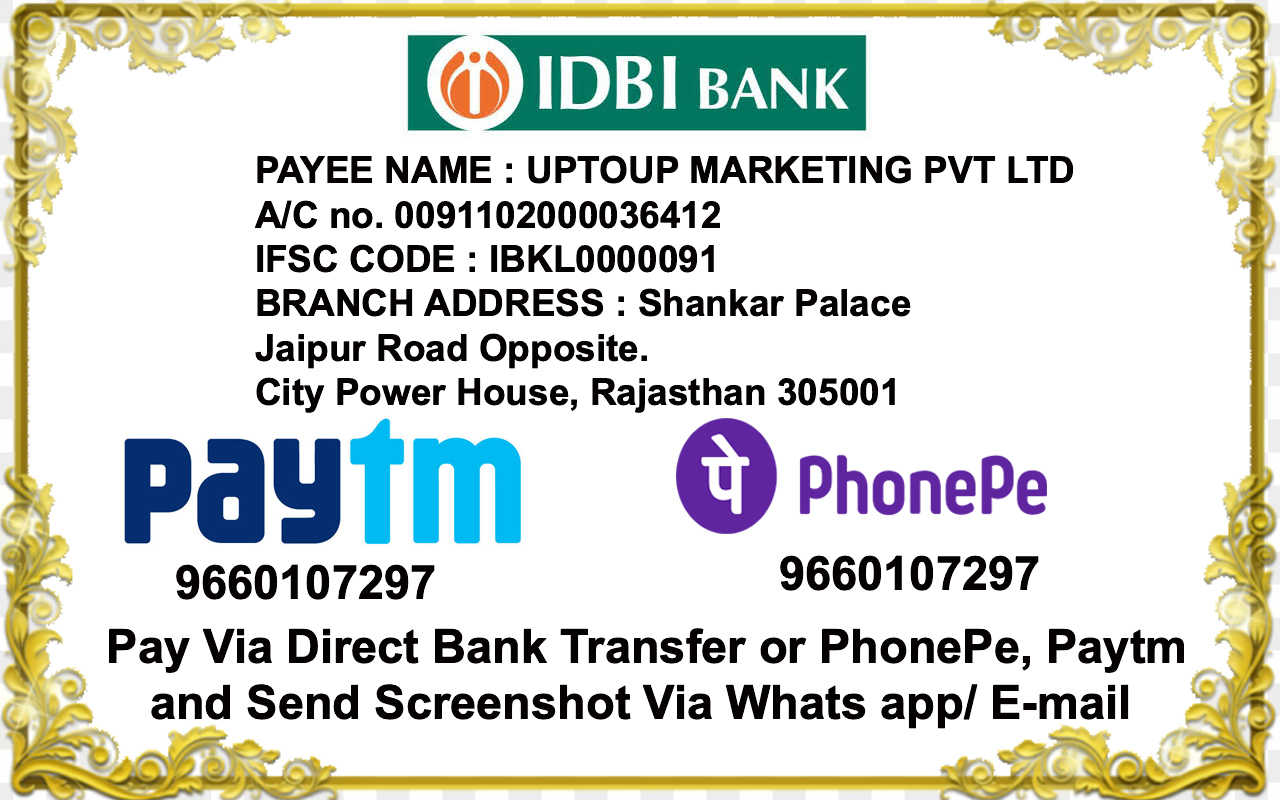 IDBI BANK
PAYEE NAME : UPTOUP MARKETING PVT LTD
A/C no. 0091102000036412
IFSC CODE : IBKL0000091
BRANCH ADDRESS : Shankar Palace
Jaipur Road Opposite.
City Power House, Rajasthan 305001
paytm
पे PhonePe
9660107297
9660107297
Pay Via Direct Bank Transfer or PhonePe, Paytm
and Send Screenshot Via Whats app/ E-mail